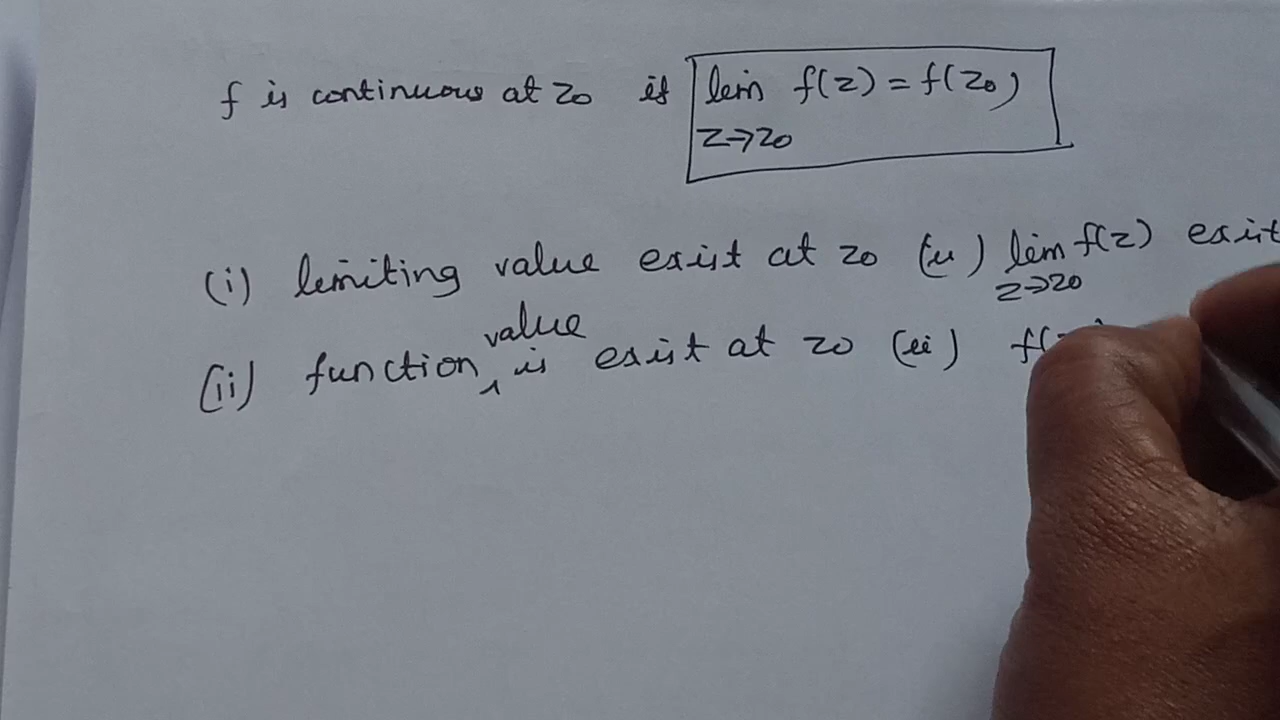 f is continuous at z0 if lim f(z) = f(z0)
z→z0
(i) limiting value exist at z0 (ie) lim f(z) exist
z→z0
value
(ii) function ‸ is exist at z0 (ie) f(